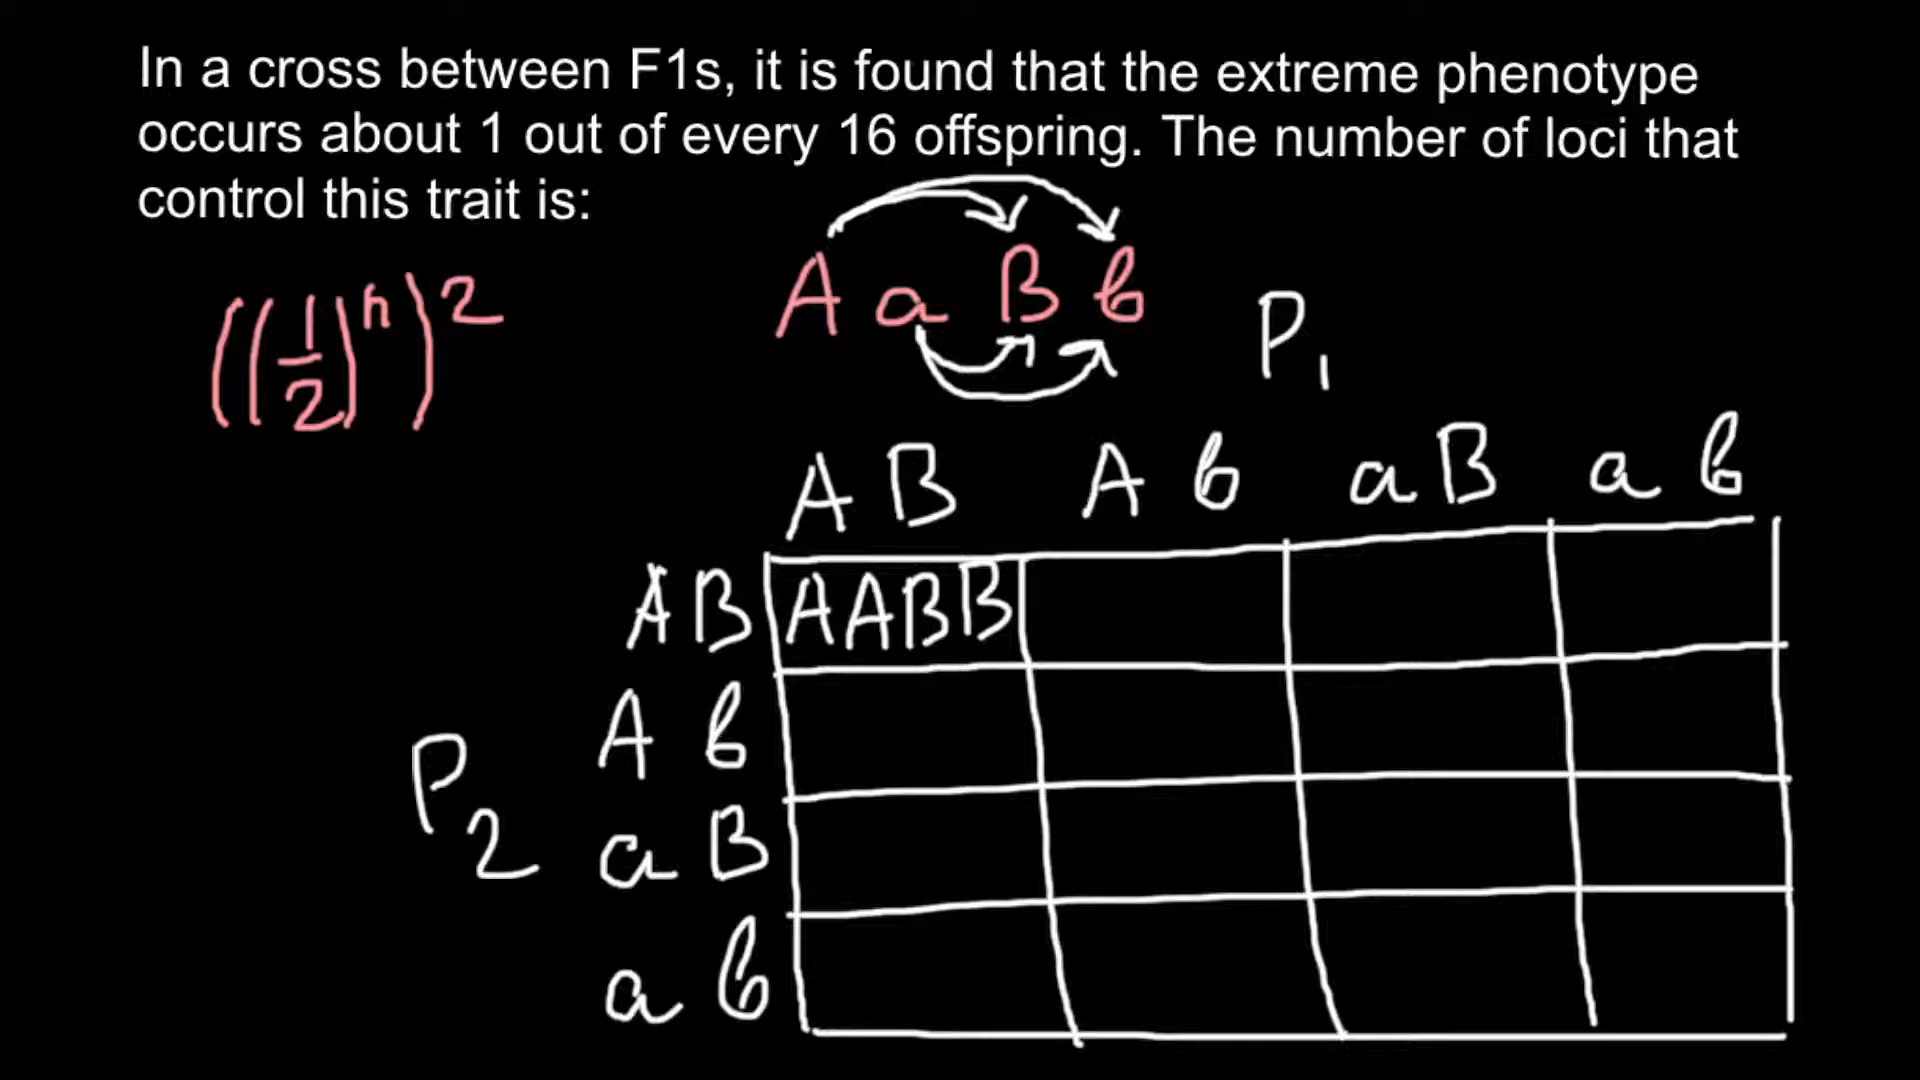 In a cross between F1s, it is found that the extreme phenotype
occurs about 1 out of every 16 offspring. The number of loci that
control this trait is:
((1/2)^n)^2
A a B b
P1
AB Ab aB ab
AB AABB
Ab
P2
aB
ab